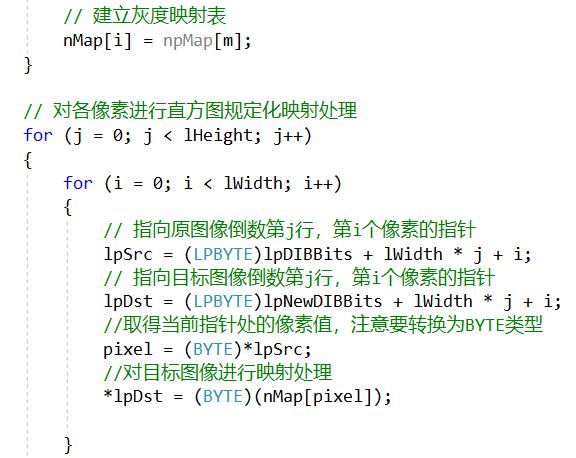 // 建立灰度映射表
nMap[i] = npMap[m];
}
// 对各像素进行直方图规定化映射处理
for (j = 0; j < lHeight; j++)
{
for (i = 0; i < lWidth; i++)
{
// 指向原图像倒数第j行，第i个像素的指针
lpSrc = (LPBYTE)lpDIBBits + lWidth * j + i;
// 指向目标图像倒数第j行，第i个像素的指针
lpDst = (LPBYTE)lpNewDIBBits + lWidth * j + i;
//取得当前指针处的像素值，注意要转换为BYTE类型
pixel = (BYTE)*lpSrc;
//对目标图像进行映射处理
*lpDst = (BYTE)(nMap[pixel]);
}